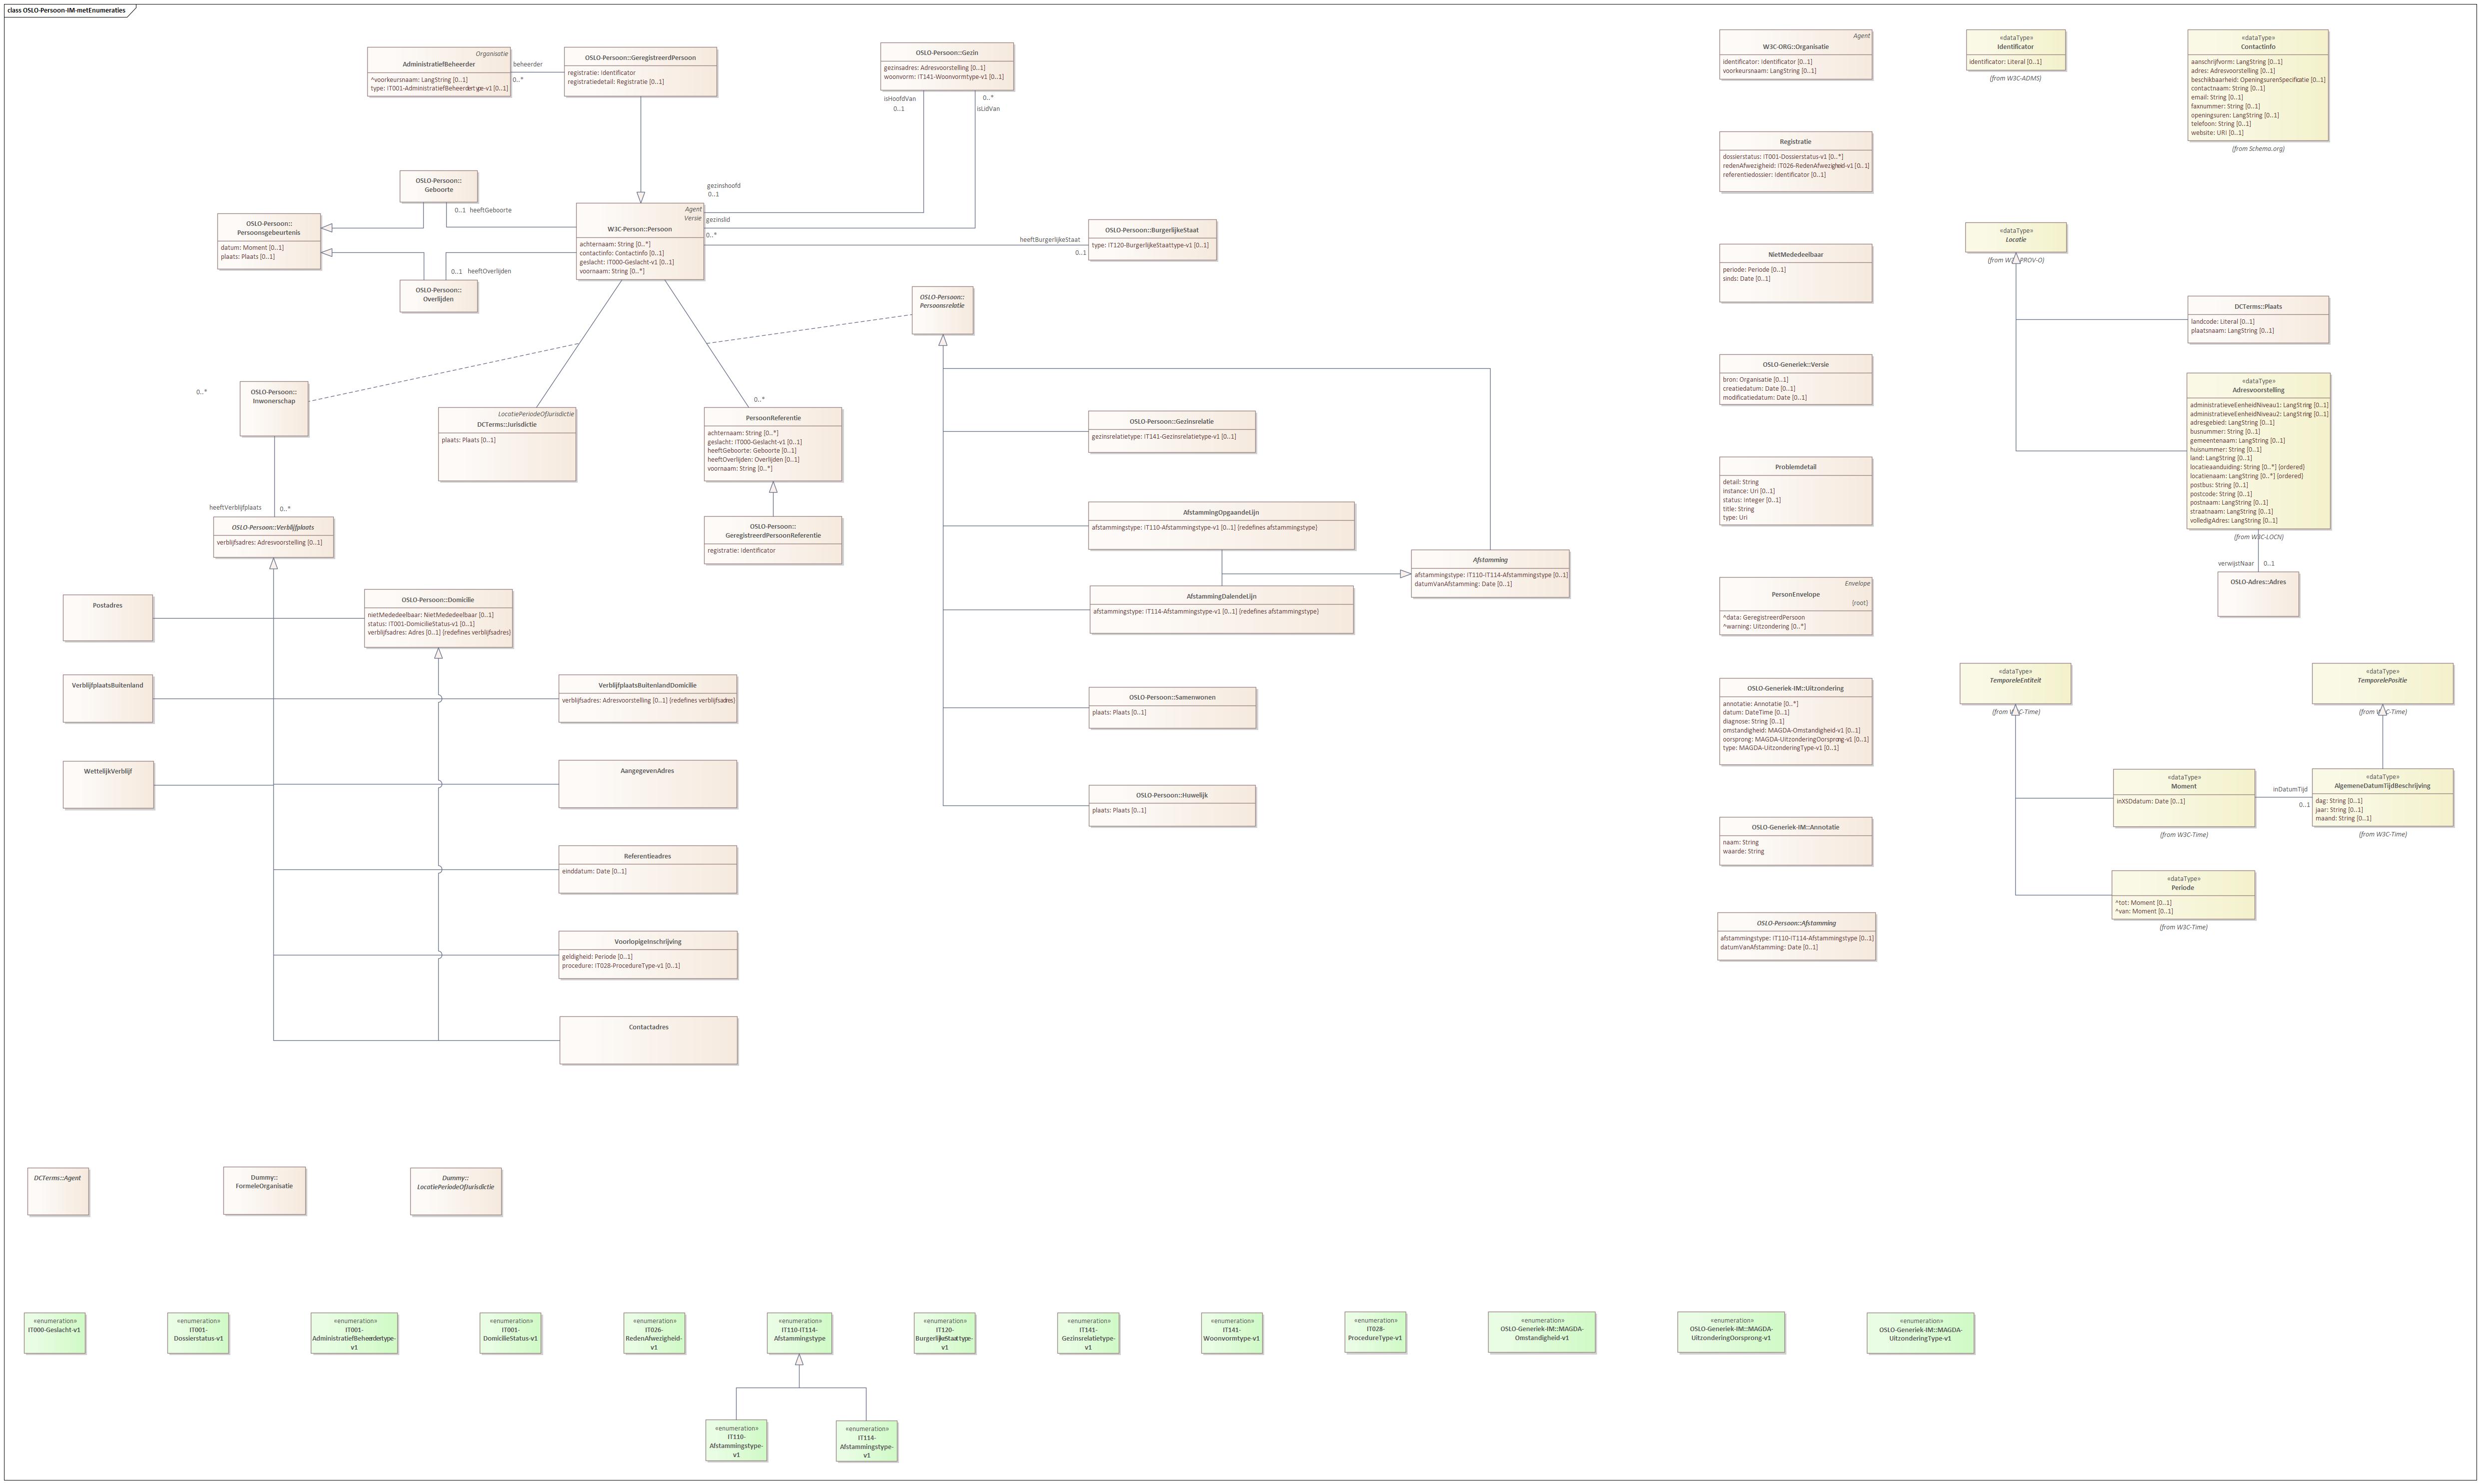 class OSLO-Persoon-IM-metEnumeraties
Organisatie
AdministratiefBeheerder
^voorkeursnaam: LangString [0..1]
type: IT001-AdministratiefBeheerdertype-v1 [0..1]
beheerder
0..*
OSLO-Persoon::GeregistreerdPersoon
registratie: Identificator
registratiedetail: Registratie [0..1]
OSLO-Persoon::Gezin
gezinsadres: Adresvoorstelling [0..1]
woonvorm: IT141-Woonvormtype-v1 [0..1]
isHoofdVan
0..1
0..*
isLidVan
OSLO-Persoon::
Geboorte
0..1 heeftGeboorte
OSLO-Persoon::
Persoonsgebeurtenis
datum: Moment [0..1]
plaats: Plaats [0..1]
0..1 heeftOverlijden
OSLO-Persoon::
Overlijden
gezinshoofd
0..1
Agent
Versie
W3C-Person::Persoon
achternaam: String [0..*]
contactinfo: Contactinfo [0..1]
geslacht: IT000-Geslacht-v1 [0..1]
voornaam: String [0..*]
gezinslid
0..*
heeftBurgerlijkeStaat
0..1
OSLO-Persoon::BurgerlijkeStaat
type: IT120-BurgerlijkeStaattype-v1 [0..1]
OSLO-Persoon::
Persoonsrelatie
0..*
OSLO-Persoon::
Inwonerschap
LocatiePeriodeOfJurisdictie
DCTerms::Jurisdictie
plaats: Plaats [0..1]
0..*
PersoonReferentie
achternaam: String [0..*]
geslacht: IT000-Geslacht-v1 [0..1]
heeftGeboorte: Geboorte [0..1]
heeftOverlijden: Overlijden [0..1]
voornaam: String [0..*]
OSLO-Persoon::
GeregistreerdPersoonReferentie
registratie: Identificator
heeftVerblijfplaats
0..*
OSLO-Persoon::Verblijfplaats
verblijfsadres: Adresvoorstelling [0..1]
Postadres
OSLO-Persoon::Domicilie
nietMededeelbaar: NietMededeelbaar [0..1]
status: IT001-DomicilieStatus-v1 [0..1]
verblijfsadres: Adres [0..1] {redefines verblijfsadres}
VerblijfplaatsBuitenland
VerblijfplaatsBuitenlandDomicilie
verblijfsadres: Adresvoorstelling [0..1] {redefines verblijfsadres}
WettelijkVerblijf
AangegevenAdres
Referentieadres
einddatum: Date [0..1]
VoorlopigeInschrijving
geldigheid: Periode [0..1]
procedure: IT028-ProcedureType-v1 [0..1]
Contactadres
OSLO-Persoon::Gezinsrelatie
gezinsrelatietype: IT141-Gezinsrelatietype-v1 [0..1]
AfstammingOpgaandeLijn
afstammingstype: IT110-Afstammingstype-v1 [0..1] {redefines afstammingstype}
AfstammingDalendeLijn
afstammingstype: IT114-Afstammingstype-v1 [0..1] {redefines afstammingstype}
Afstamming
afstammingstype: IT110-IT114-Afstammingstype [0..1]
datumVanAfstamming: Date [0..1]
OSLO-Persoon::Samenwonen
plaats: Plaats [0..1]
OSLO-Persoon::Huwelijk
plaats: Plaats [0..1]
Agent
W3C-ORG::Organisatie
identificator: Identificator [0..1]
voorkeursnaam: LangString [0..1]
Registratie
dossierstatus: IT001-Dossierstatus-v1 [0..*]
redenAfwezigheid: IT026-RedenAfwezigheid-v1 [0..1]
referentiedossier: Identificator [0..1]
NietMededeelbaar
periode: Periode [0..1]
sinds: Date [0..1]
OSLO-Generiek::Versie
bron: Organisatie [0..1]
creatiedatum: Date [0..1]
modificatiedatum: Date [0..1]
Problemdetail
detail: String
instance: Uri [0..1]
status: Integer [0..1]
title: String
type: Uri
Envelope
PersonEnvelope
{root}
^data: GeregistreerdPersoon
^warning: Uitzondering [0..*]
OSLO-Generiek-IM::Uitzondering
annotatie: Annotatie [0..*]
datum: DateTime [0..1]
diagnose: String [0..1]
omstandigheid: MAGDA-Omstandigheid-v1 [0..1]
oorsprong: MAGDA-UitzonderingOorsprong-v1 [0..1]
type: MAGDA-UitzonderingType-v1 [0..1]
OSLO-Generiek-IM::Annotatie
naam: String
waarde: String
OSLO-Persoon::Afstamming
afstammingstype: IT110-IT114-Afstammingstype [0..1]
datumVanAfstamming: Date [0..1]
«dataType»
Identificator
identificator: Literal [0..1]
(from W3C-ADMS)
«dataType»
Contactinfo
aanschrijfvorm: LangString [0..1]
adres: Adresvoorstelling [0..1]
beschikbaarheid: OpeningsurenSpecificatie [0..1]
contactnaam: String [0..1]
email: String [0..1]
faxnummer: String [0..1]
openingsuren: LangString [0..1]
telefoon: String [0..1]
website: URI [0..1]
(from Schema.org)
«dataType»
Locatie
DCTerms::Plaats
landcode: Literal [0..1]
plaatsnaam: LangString [0..1]
«dataType»
Adresvoorstelling
administratieveEenheidNiveau1: LangString [0..1]
administratieveEenheidNiveau2: LangString [0..1]
adresgebied: LangString [0..1]
busnummer: String [0..1]
gemeentenaam: LangString [0..1]
huisnummer: String [0..1]
land: LangString [0..1]
locatieaanduiding: String [0..*] {ordered}
locatienaam: LangString [0..*] {ordered}
postbus: String [0..1]
postcode: String [0..1]
postnaam: LangString [0..1]
straatnaam: LangString [0..1]
volledigAdres: LangString [0..1]
(from W3C-LOCN)
verwijstNaar 0..1
OSLO-Adres::Adres
«dataType»
TemporeleEntiteit
«dataType»
TemporelePositie
«dataType»
Moment
inXSDdatum: Date [0..1]
(from W3C-Time)
inDatumTijd
0..1
«dataType»
AlgemeneDatumTijdBeschrijving
dag: String [0..1]
jaar: String [0..1]
maand: String [0..1]
(from W3C-Time)
«dataType»
Periode
^tot: Moment [0..1]
^van: Moment [0..1]
(from W3C-Time)
DCTerms::Agent
Dummy::
FormeleOrganisatie
Dummy::
LocatiePeriodeOfJurisdictie
«enumeration»
IT000-Geslacht-v1
«enumeration»
IT001-
Dossierstatus-v1
«enumeration»
IT001-
AdministratiefBeheerdertype-
v1
«enumeration»
IT001-
DomicilieStatus-v1
«enumeration»
IT026-
RedenAfwezigheid-
v1
«enumeration»
IT110-IT114-
Afstammingstype
«enumeration»
IT120-
BurgerlijkeStaattype-
v1
«enumeration»
IT141-
Gezinsrelatietype-
v1
«enumeration»
IT141-
Woonvormtype-v1
«enumeration»
IT028-
ProcedureType-v1
«enumeration»
OSLO-Generiek-IM::MAGDA-
Omstandigheid-v1
«enumeration»
OSLO-Generiek-IM::MAGDA-
UitzonderingOorsprong-v1
«enumeration»
OSLO-Generiek-IM::MAGDA-
UitzonderingType-v1
«enumeration»
IT110-
Afstammingstype-
v1
«enumeration»
IT114-
Afstammingstype-
v1